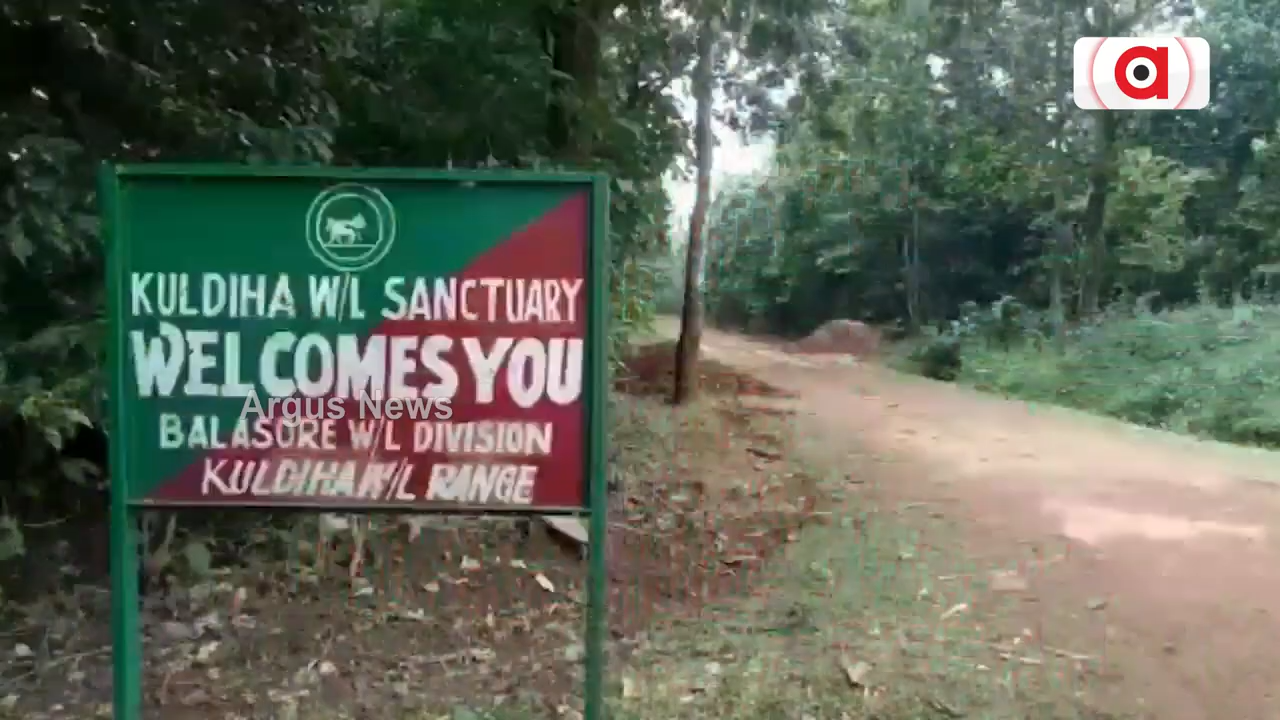 a
KULDIHA W/L SANCTUARY
WELCOMES YOU
Argus News
BALASORE W/L DIVISION
KULDIHA W/L RANGE